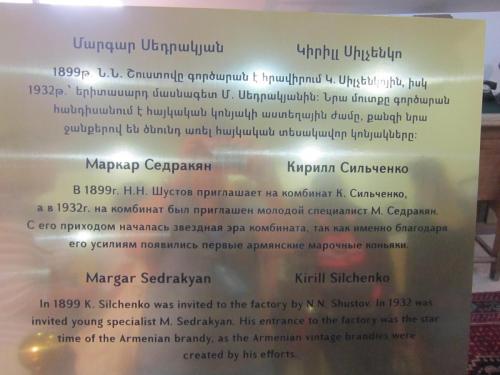 Մարգար Սեդրակյան Կիրիլլ Սիլչենկո
1899թ. Ն.Ն. Շուստովը գործարան է հրավիրում Կ. Սիլչենկոյին, իսկ
1932թ.՝ երիտասարդ մասնագետ Մ. Սեդրակյանին: Նրա մուտքը գործարան
հանդիսանում է հայկական կոնյակի աստեղային ժամը, քանզի նրա
ջանքերով են ծնունդ առել հայկական տեսակավոր կոնյակները:
Маркар Седракян Кирилл Сильченко
В 1899г. Н.Н. Шустов приглашает на комбинат К. Сильченко,
а в 1932г. на комбинат был приглашен молодой специалист М. Седракян.
С его приходом началась звездная эра комбината, так как именно благодаря
его усилиям появились первые армянские марочные коньяки.
Margar Sedrakyan Kirill Silchenko
In 1899 K. Silchenko was invited to the factory by N.N. Shustov. In 1932 was
invited young specialist M. Sedrakyan. His entrance to the factory was the star
time of the Armenian brandy, as the Armenian vintage brandies were
created by his efforts.